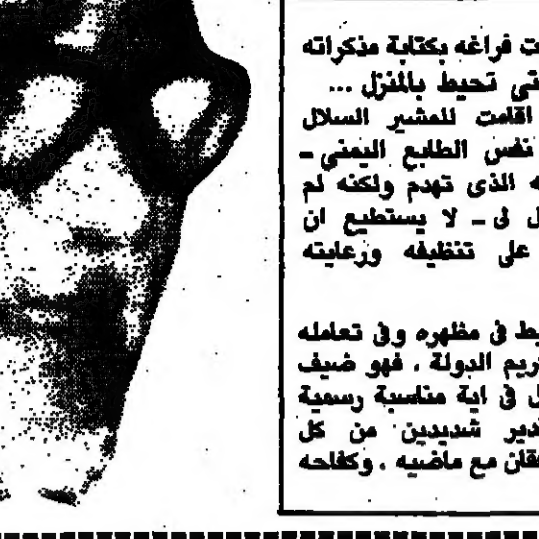 ت فراغه بكتابة مذكراته
تي تحيط بالمنزل ...
اقامت للمشير السلال
نفس الطابع اليمني ـ
ه الذى تهدم ولكنه لم
ل لى ـ لا يستطيع ان
على تنظيفه ورعايته
يط فى مظهره وفى تعامله
ريم الدولة . فهو ضيف
ل فى اية مناسبة رسمية
دير شديدين من كل
فقان مع ماضيه . وكفاحه